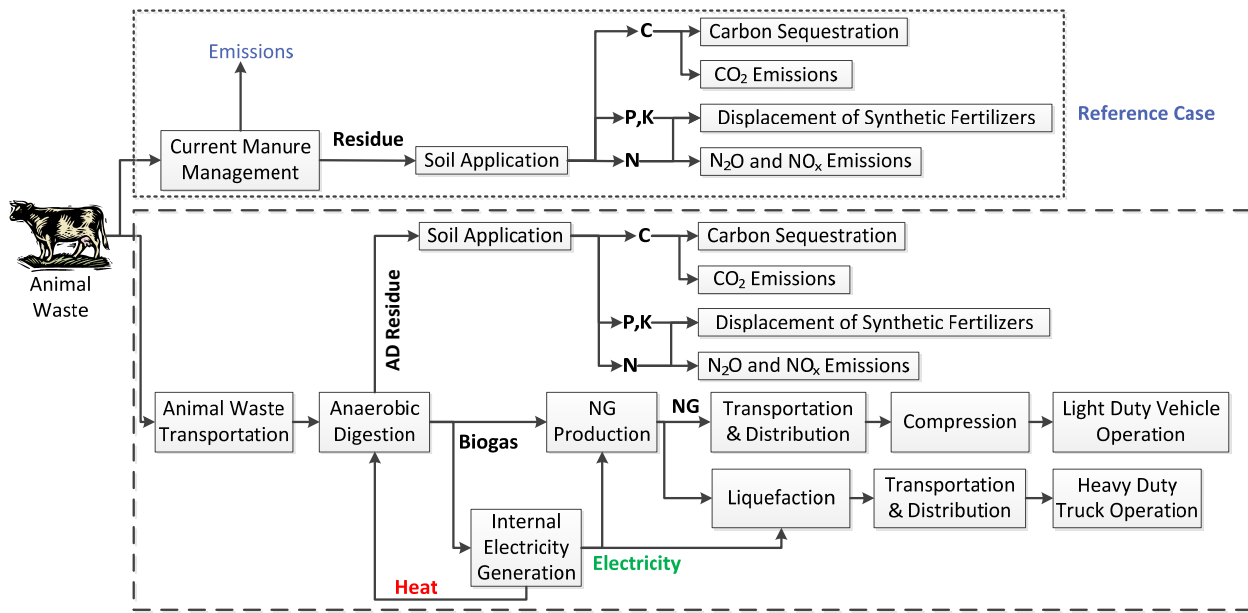 Emissions
C
Carbon Sequestration
CO₂ Emissions
P,K
Displacement of Synthetic Fertilizers
Reference Case
Current Manure
Management
Residue
Soil Application
N
N₂O and NOₓ Emissions
Animal
Waste
AD Residue
Soil Application
C
Carbon Sequestration
CO₂ Emissions
P,K
Displacement of Synthetic Fertilizers
N
N₂O and NOₓ Emissions
Animal Waste
Transportation
Anaerobic
Digestion
Biogas
NG
Production
NG
Transportation
& Distribution
Compression
Light Duty Vehicle
Operation
Liquefaction
Transportation
& Distribution
Heavy Duty
Truck Operation
Internal
Electricity
Generation
Electricity
Heat